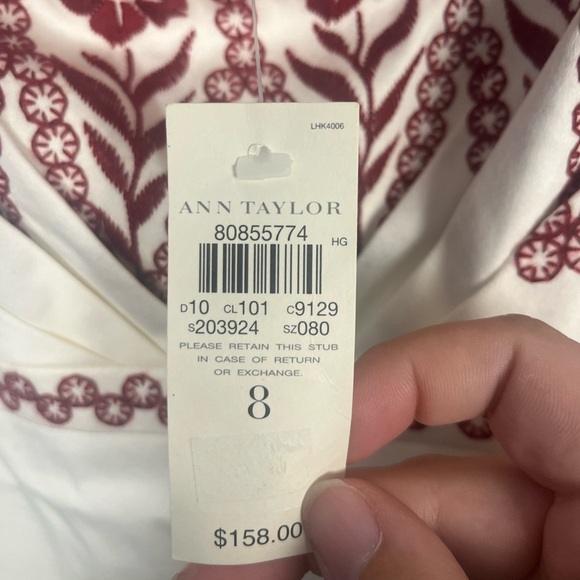 LHK4006
ANN TAYLOR
80855774
HG
D10 CL101 C9129
S203924 SZ080
PLEASE RETAIN THIS STUB
IN CASE OF RETURN
OR EXCHANGE.
8
$158.00